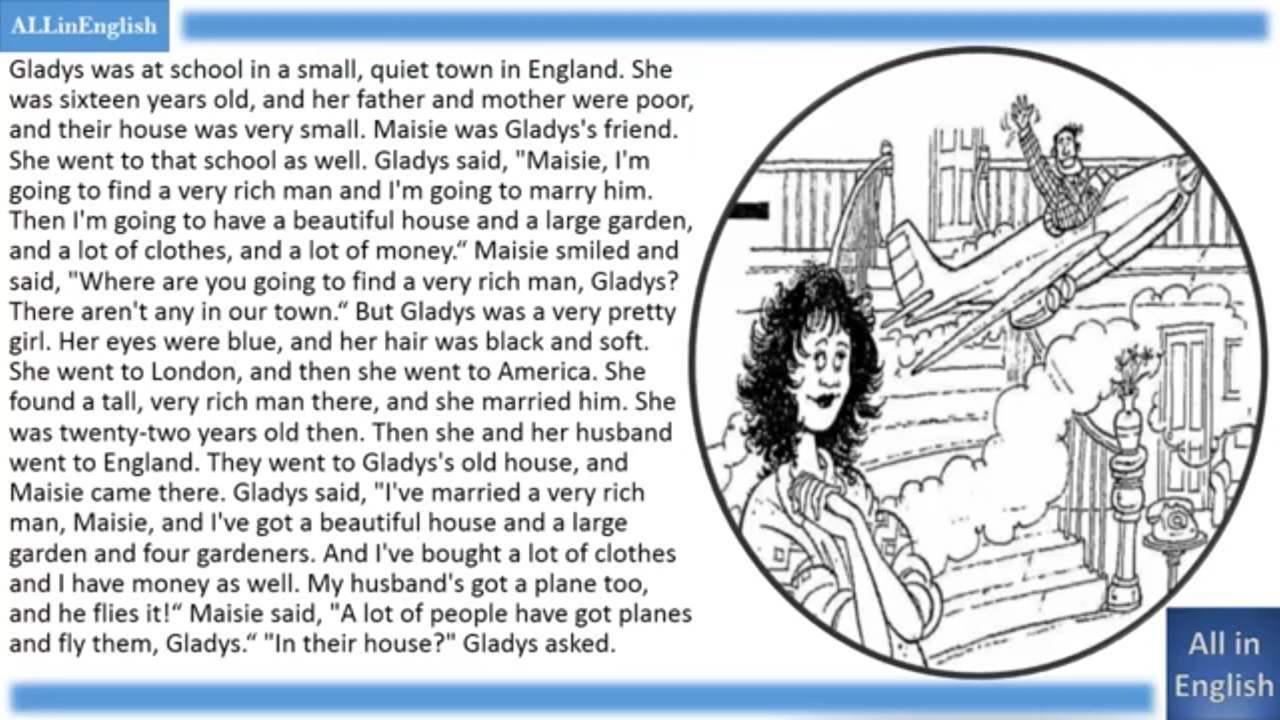 ALLinEnglish
Gladys was at school in a small, quiet town in England. She
was sixteen years old, and her father and mother were poor,
and their house was very small. Maisie was Gladys's friend.
She went to that school as well. Gladys said, "Maisie, I'm
going to find a very rich man and I'm going to marry him.
Then I'm going to have a beautiful house and a large garden,
and a lot of clothes, and a lot of money.“ Maisie smiled and
said, "Where are you going to find a very rich man, Gladys?
There aren't any in our town.“ But Gladys was a very pretty
girl. Her eyes were blue, and her hair was black and soft.
She went to London, and then she went to America. She
found a tall, very rich man there, and she married him. She
was twenty-two years old then. Then she and her husband
went to England. They went to Gladys's old house, and
Maisie came there. Gladys said, "I've married a very rich
man, Maisie, and I've got a beautiful house and a large
garden and four gardeners. And I've bought a lot of clothes
and I have money as well. My husband's got a plane too,
and he flies it!“ Maisie said, "A lot of people have got planes
and fly them, Gladys.“ "In their house?" Gladys asked.
All in
English